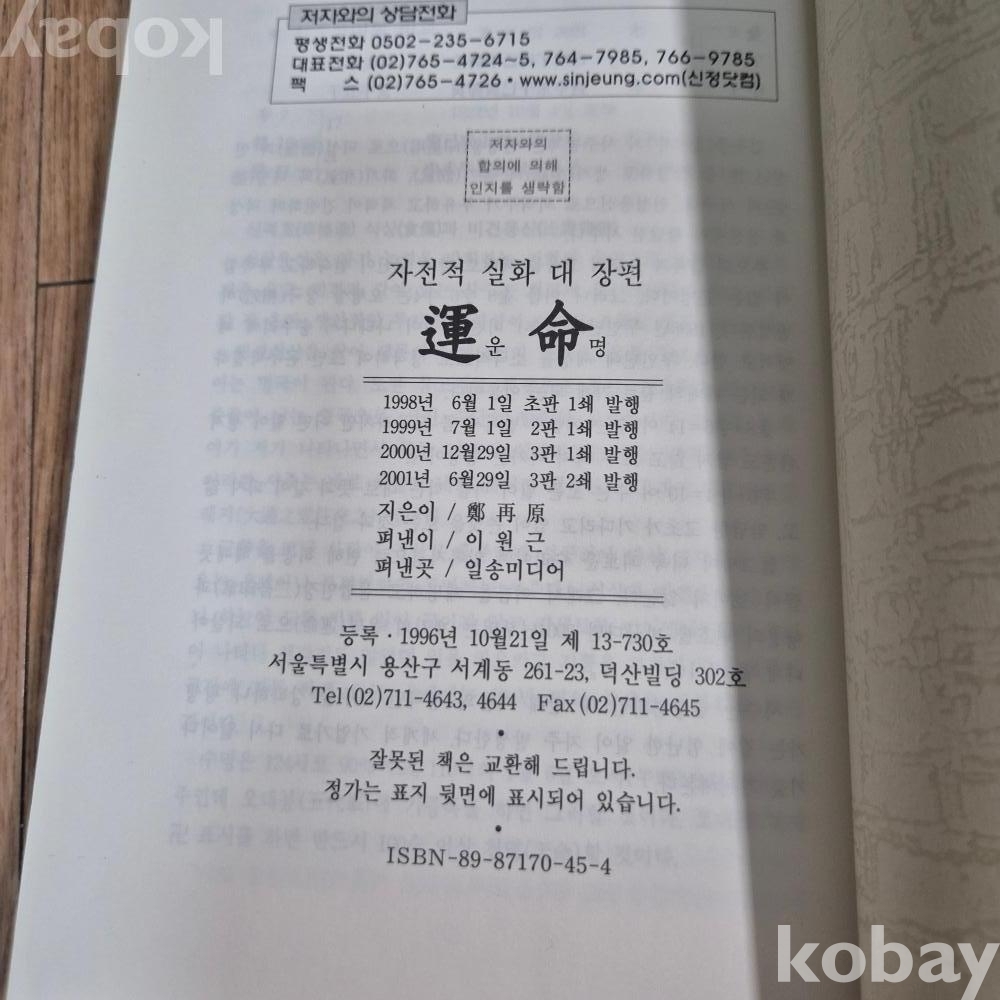 저자와의 상담전화
평생전화 0502-235-6715
대표전화 (02)765-4724~5, 764-7985, 766-9785
팩 스 (02)765-4726・www.sinjeung.com(신정닷컴)
저자와의
합의에 의해
인지를 생략함
자전적 실화 대 장편
運운 命명
1998년 6월 1일 초판 1쇄 발행
1999년 7월 1일 2판 1쇄 발행
2000년 12월29일 3판 1쇄 발행
2001년 6월29일 3판 2쇄 발행
지은이 / 鄭再原
펴낸이 / 이 원 근
펴낸곳 / 일송미디어
등록・1996년 10월21일 제 13-730호
서울특별시 용산구 서계동 261-23, 덕산빌딩 302호
Tel(02)711-4643, 4644 Fax(02)711-4645
잘못된 책은 교환해 드립니다.
정가는 표지 뒷면에 표시되어 있습니다.
ISBN-89-87170-45-4
kobay
kobay